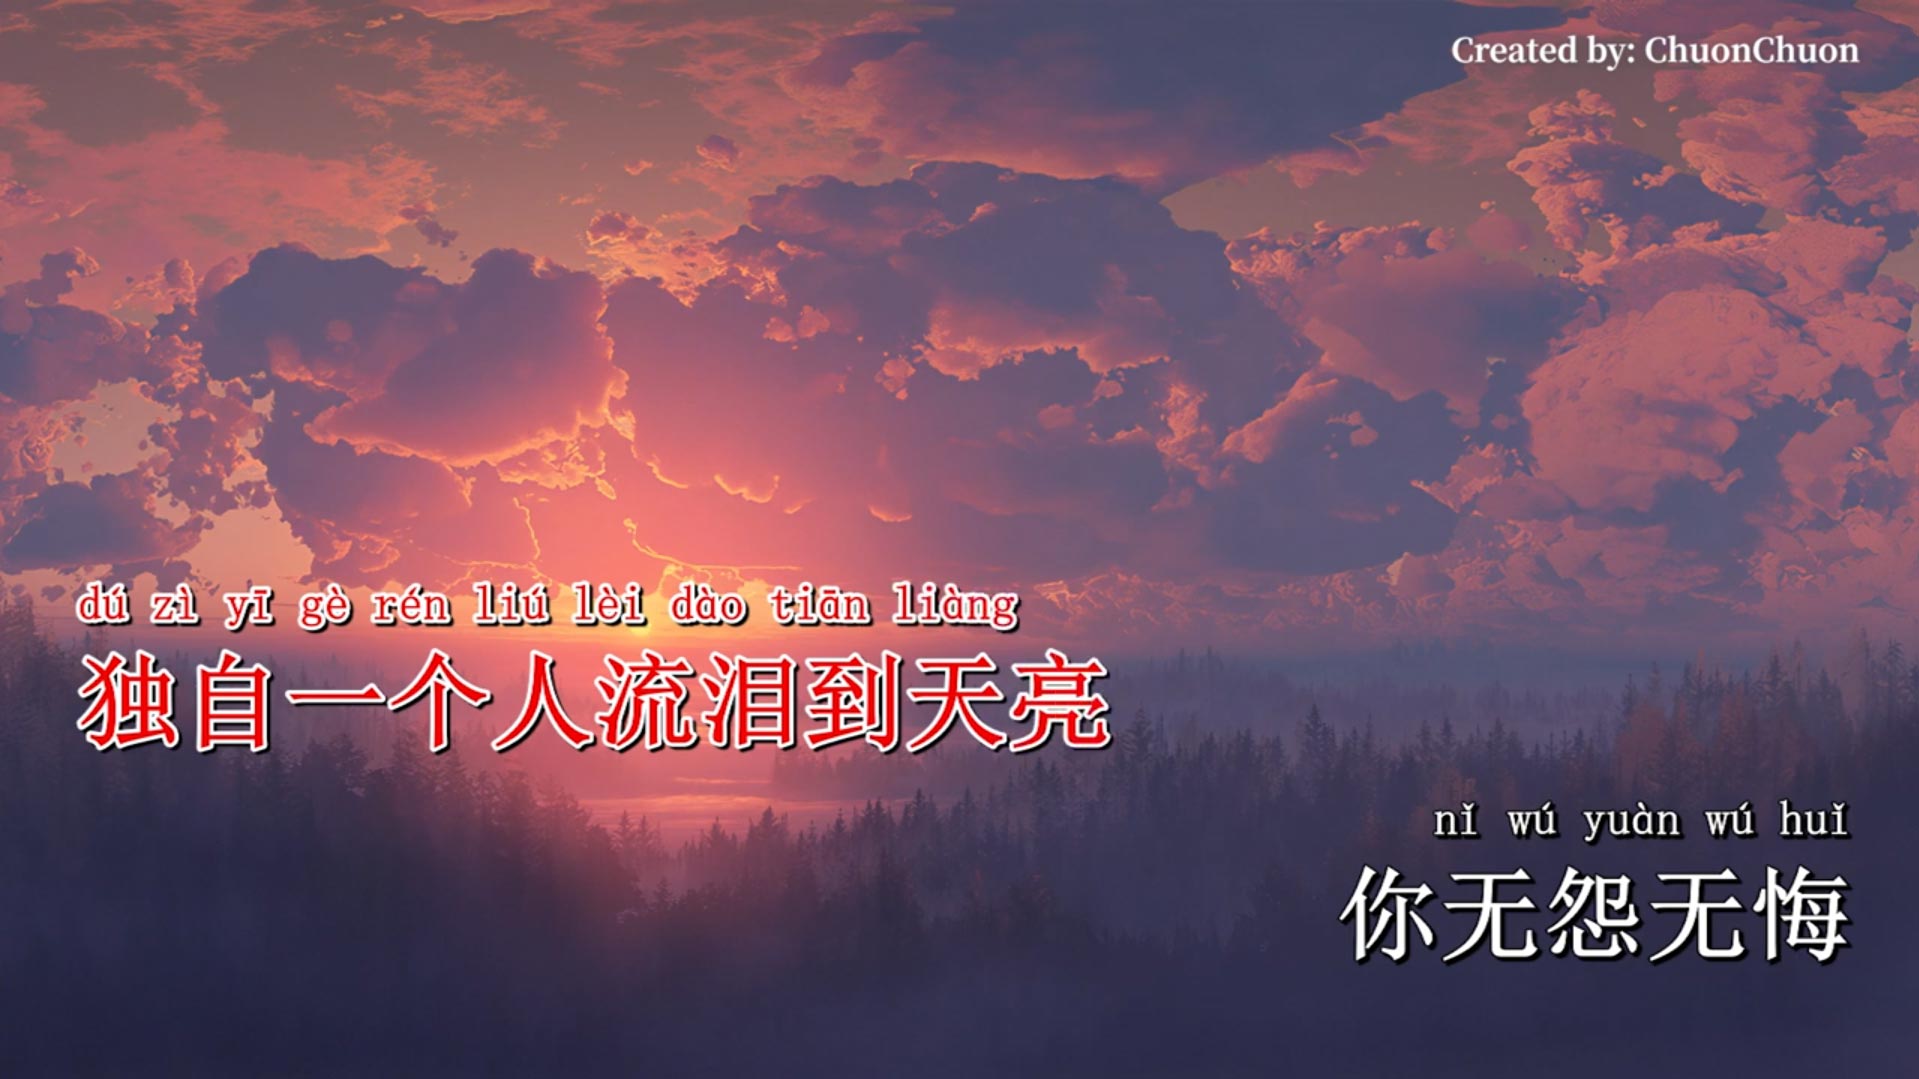 Created by: ChuonChuon
dú zì yī gè rén liú lèi dào tiān liàng
独自一个人流泪到天亮
nǐ wú yuàn wú huǐ
你无怨无悔